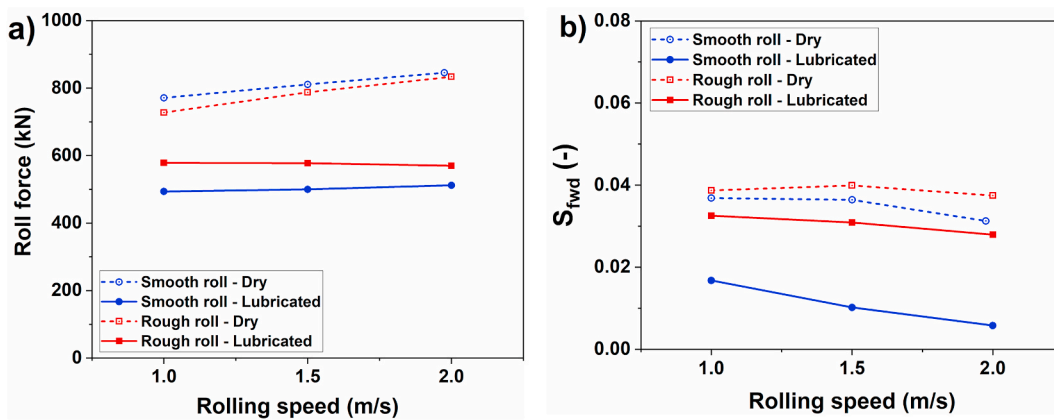 a)
Roll force (kN)
1000
800
600
400
200
0
Smooth roll - Dry
Smooth roll - Lubricated
Rough roll - Dry
Rough roll - Lubricated
1.0 1.5 2.0
Rolling speed (m/s)
b)
S_fwd (-)
0.08
0.06
0.04
0.02
0.00
Smooth roll - Dry
Smooth roll - Lubricated
Rough roll - Dry
Rough roll - Lubricated
1.0 1.5 2.0
Rolling speed (m/s)